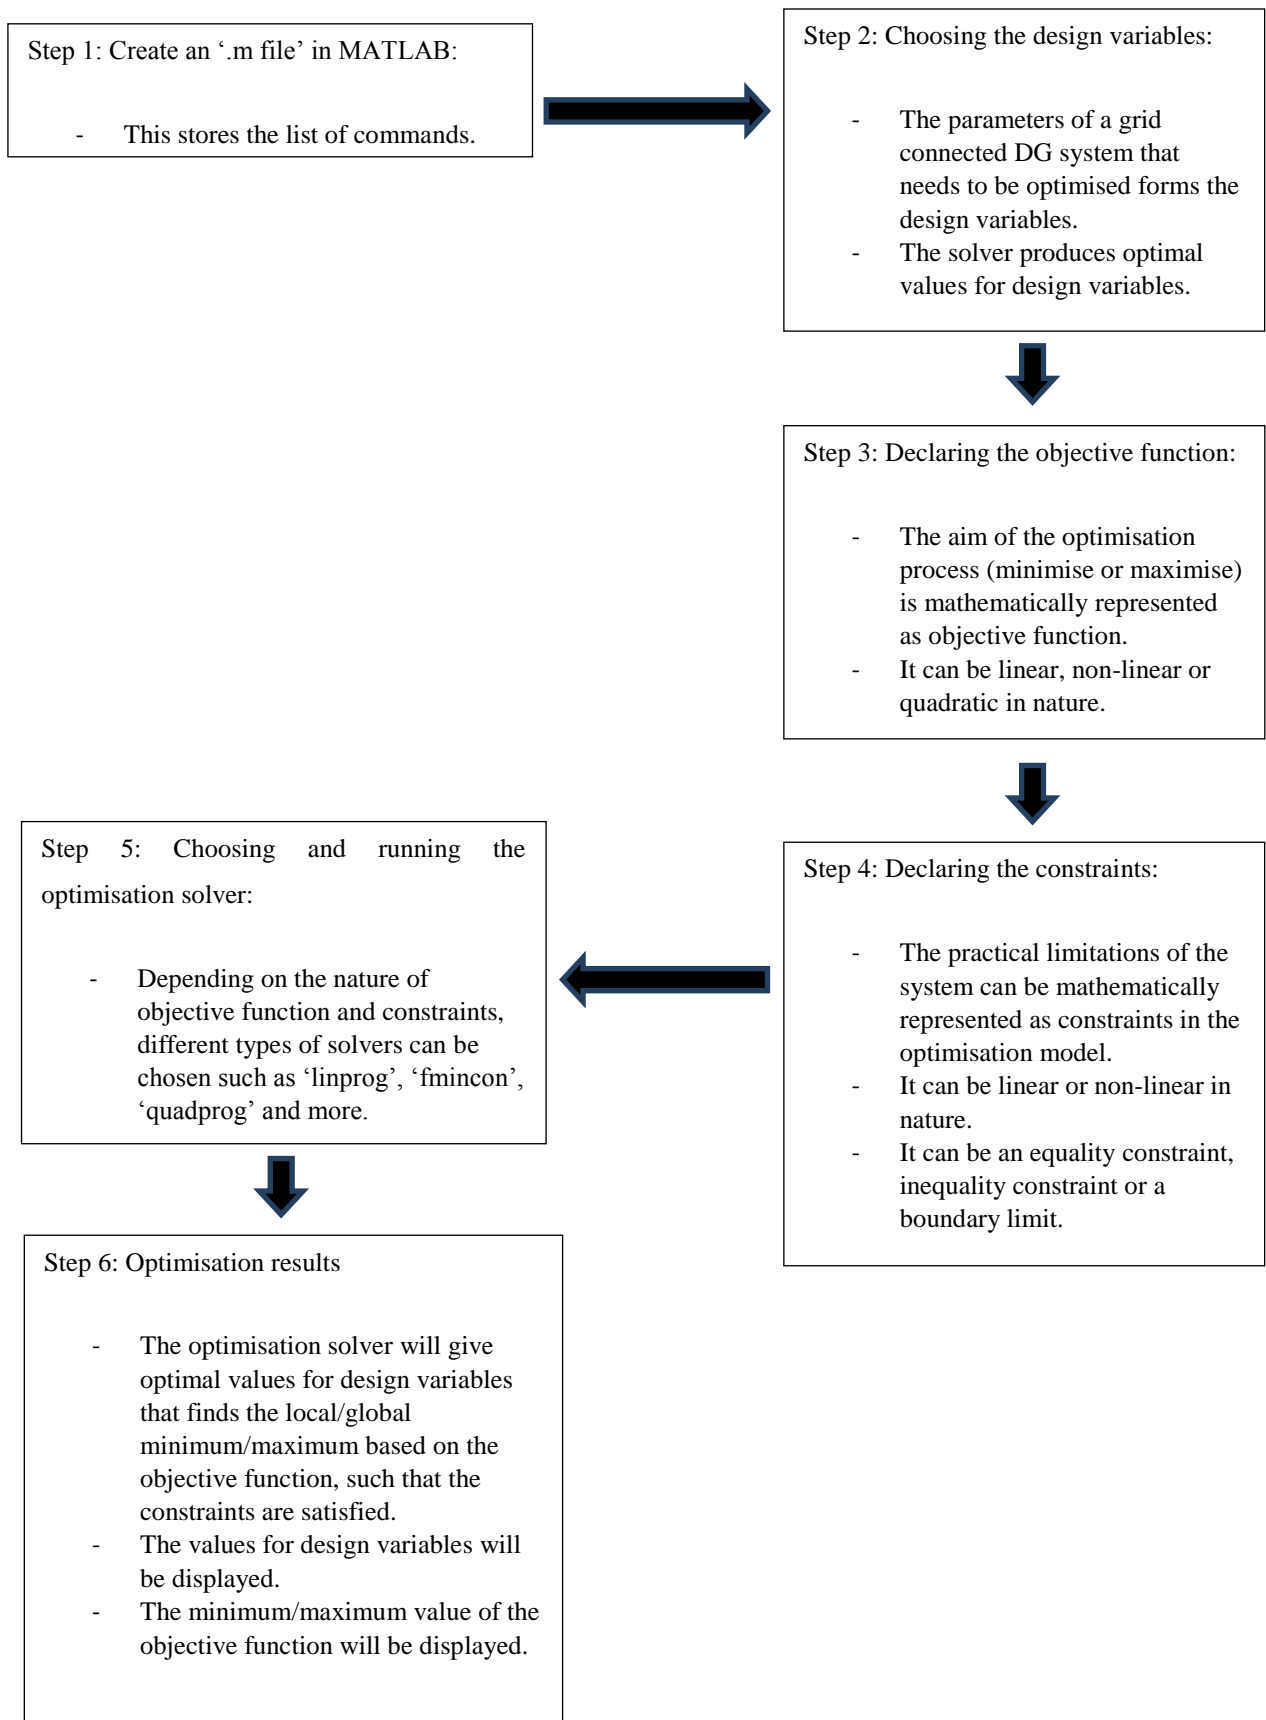 Step 1: Create an ‘.m file’ in MATLAB:
- This stores the list of commands.
Step 2: Choosing the design variables:
- The parameters of a grid
connected DG system that
needs to be optimised forms the
design variables.
- The solver produces optimal
values for design variables.
Step 3: Declaring the objective function:
- The aim of the optimisation
process (minimise or maximise)
is mathematically represented
as objective function.
- It can be linear, non-linear or
quadratic in nature.
Step 4: Declaring the constraints:
- The practical limitations of the
system can be mathematically
represented as constraints in the
optimisation model.
- It can be linear or non-linear in
nature.
- It can be an equality constraint,
inequality constraint or a
boundary limit.
Step 5: Choosing and running the
optimisation solver:
- Depending on the nature of
objective function and constraints,
different types of solvers can be
chosen such as ‘linprog’, ‘fmincon’,
‘quadprog’ and more.
Step 6: Optimisation results
- The optimisation solver will give
optimal values for design variables
that finds the local/global
minimum/maximum based on the
objective function, such that the
constraints are satisfied.
- The values for design variables will
be displayed.
- The minimum/maximum value of the
objective function will be displayed.